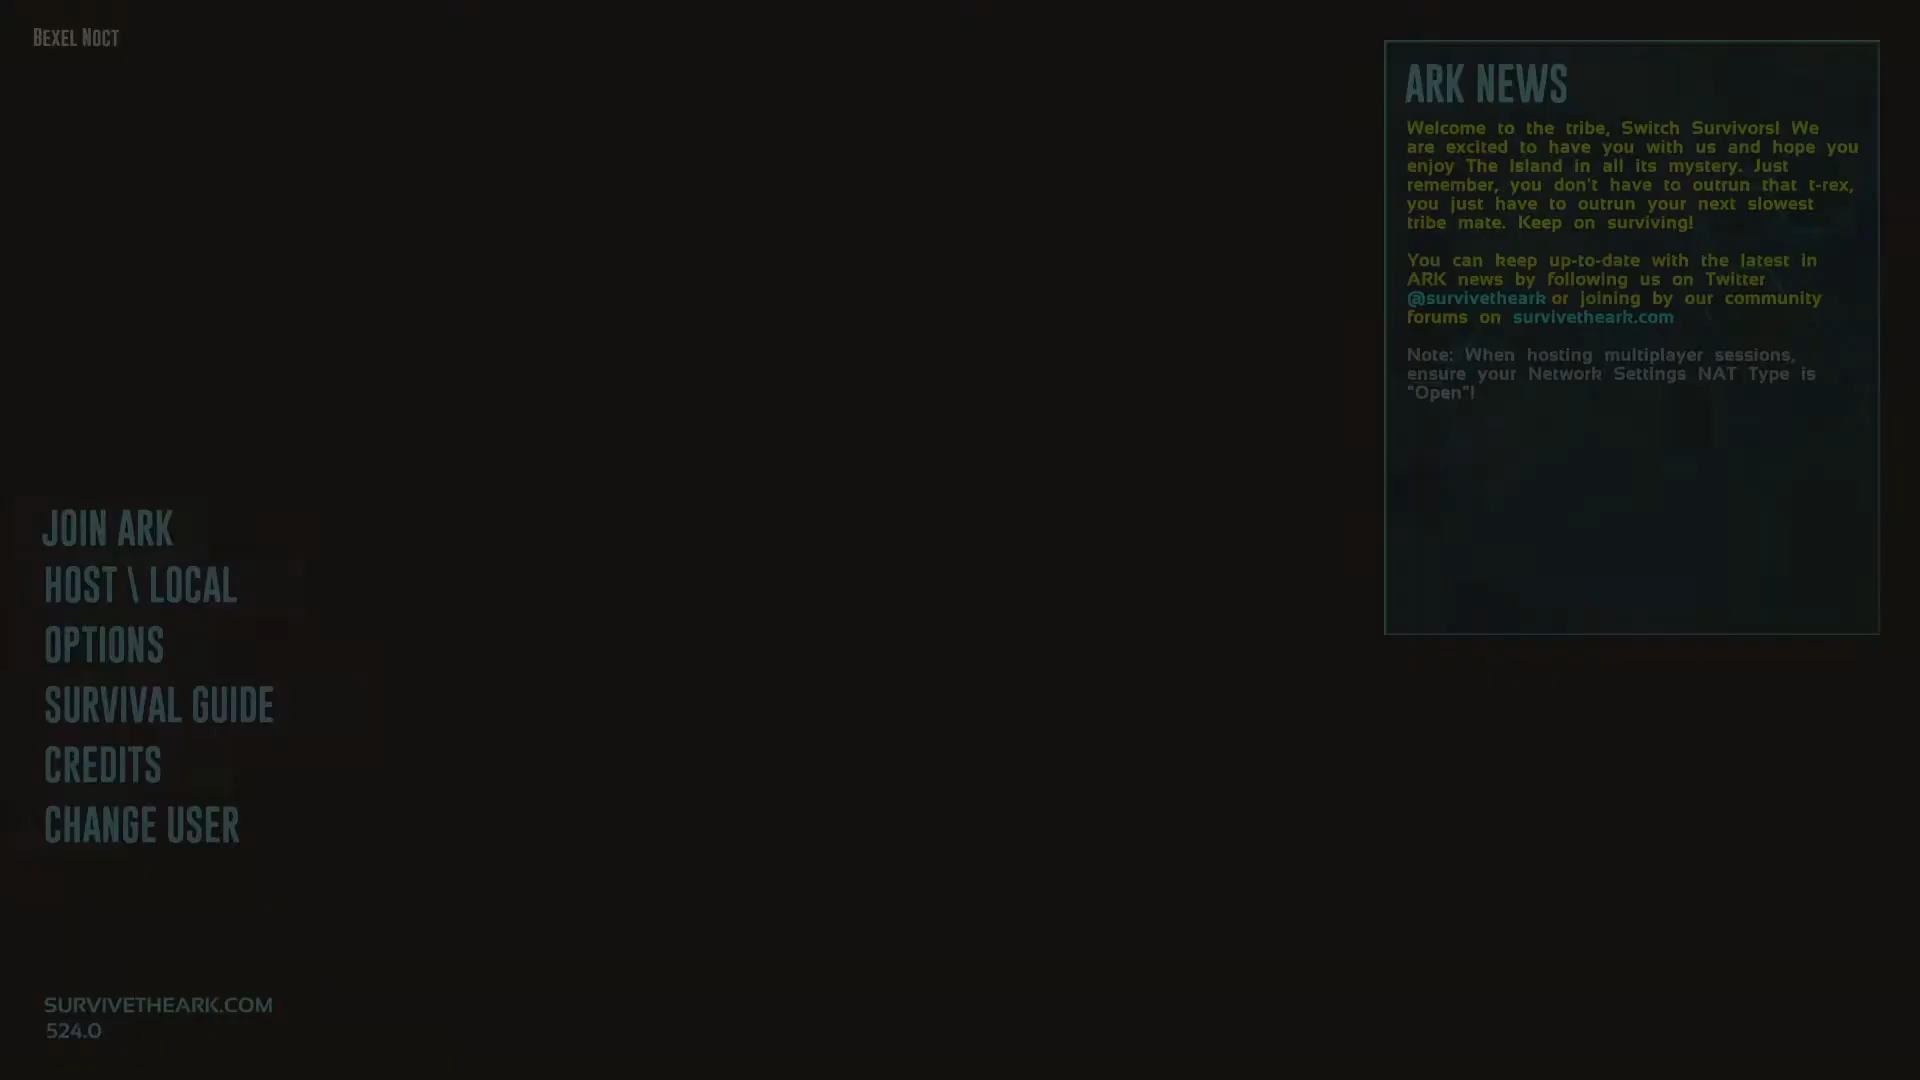 BEXEL NOCT
ARK NEWS
Welcome to the tribe, Switch Survivors! We
are excited to have you with us and hope you
enjoy The Island in all its mystery. Just
remember, you don't have to outrun that t-rex,
you just have to outrun your next slowest
tribe mate. Keep on surviving!
You can keep up-to-date with the latest in
ARK news by following us on Twitter
@survivetheark or joining by our community
forums on survivetheark.com
Note: When hosting multiplayer sessions,
ensure your Network Settings NAT Type is
"Open"!
JOIN ARK
HOST \ LOCAL
OPTIONS
SURVIVAL GUIDE
CREDITS
CHANGE USER
SURVIVETHEARK.COM
524.0